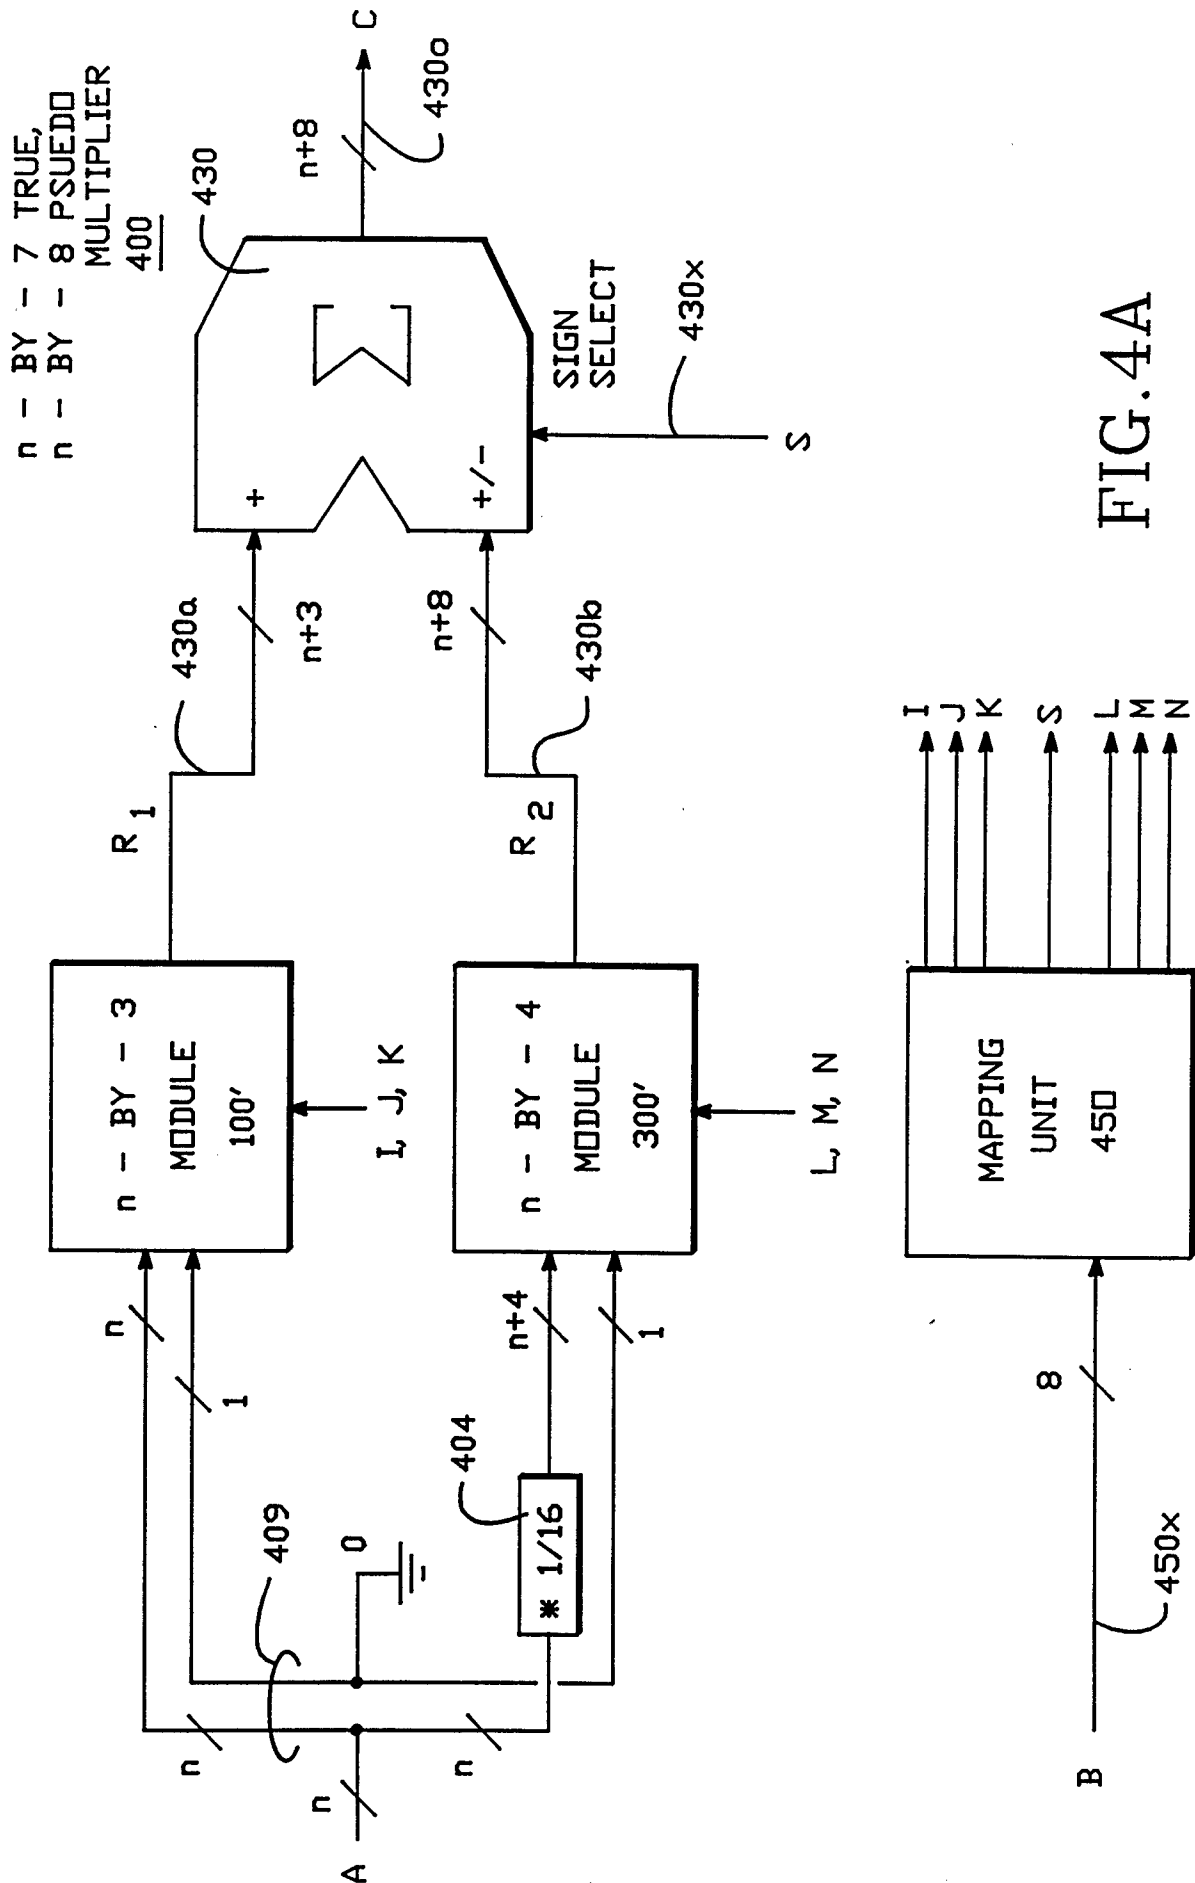 n - BY - 7 TRUE,
n - BY - 8 PSUEDO
MULTIPLIER
400
A
n
n
n
409
0
n
1
* 1/16
404
n+4
1
n - BY - 3
MODULE
100'
I, J, K
n - BY - 4
MODULE
300'
L, M, N
R1
430a
n+3
R2
430b
n+8
+
+/-
Σ
430
SIGN
SELECT
430x
S
n+8
430o
C
B
450x
8
MAPPING
UNIT
450
I
J
K
S
L
M
N
FIG. 4A